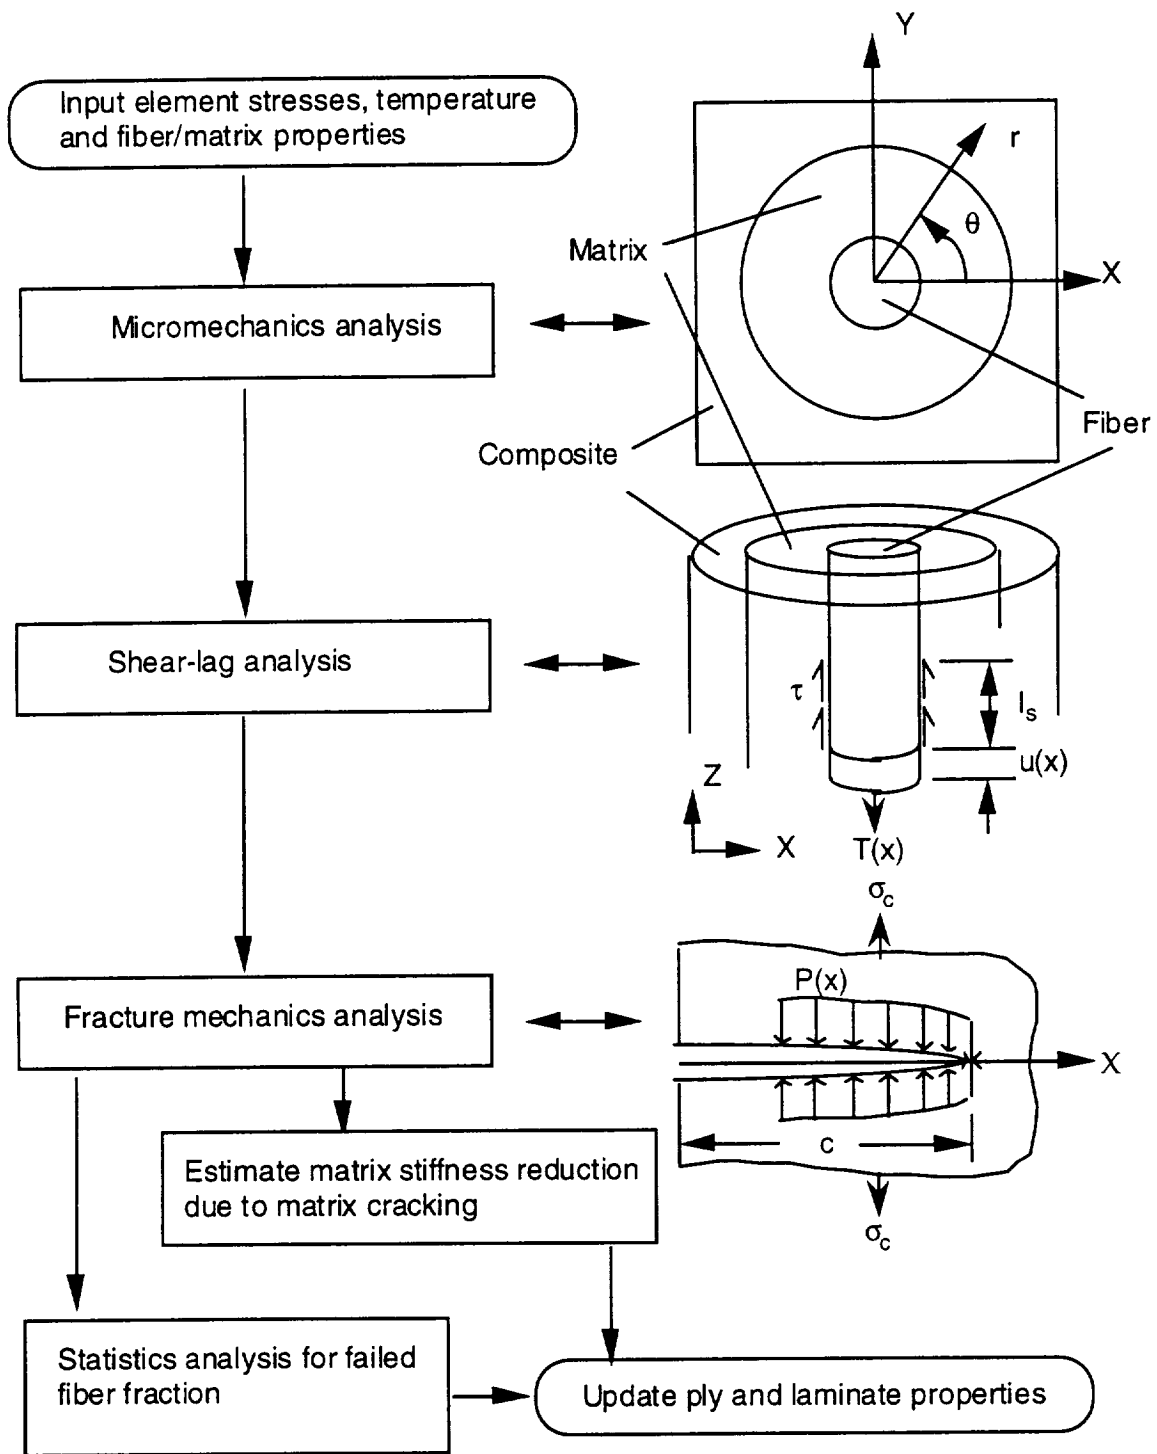 Y
Input element stresses, temperature
and fiber/matrix properties
r
θ
Matrix
X
Micromechanics analysis
Fiber
Composite
Shear-lag analysis
τ
l_s
u(x)
Z
X
T(x)
σ_c
P(x)
Fracture mechanics analysis
X
c
Estimate matrix stiffness reduction
due to matrix cracking
σ_c
Statistics analysis for failed
fiber fraction
Update ply and laminate properties